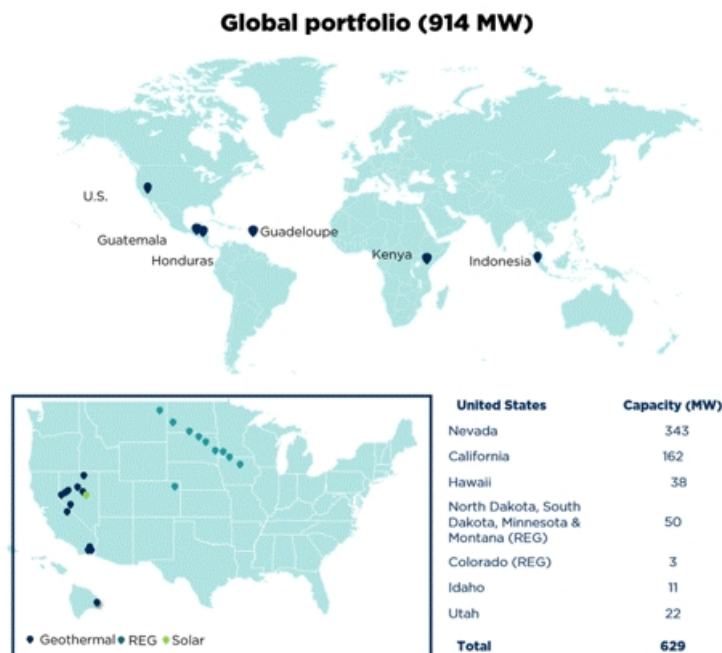 Global portfolio (914 MW)
U.S.
Guatemala
Guadeloupe
Honduras
Kenya
Indonesia
Geothermal REG Solar
United States Capacity (MW)
Nevada 343
California 162
Hawaii 38
North Dakota, South
Dakota, Minnesota & 50
Montana (REG)
Colorado (REG) 3
Idaho 11
Utah 22
Total 629